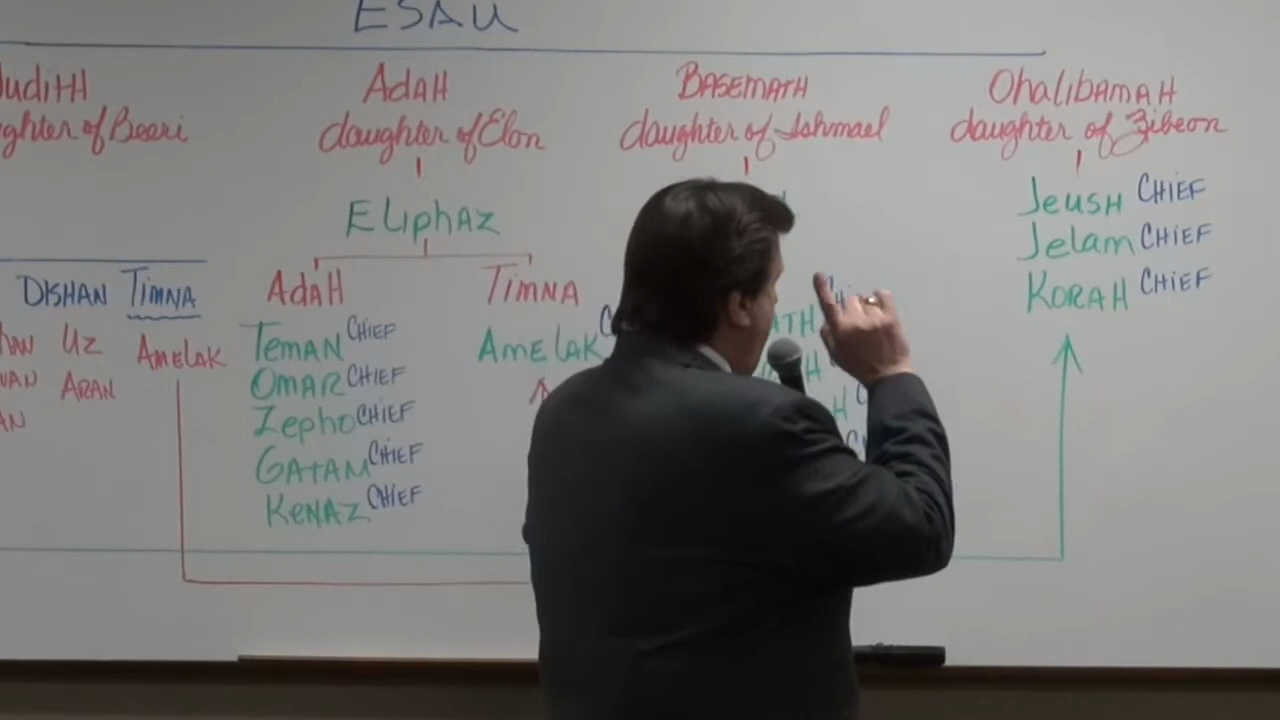 ESAU
Judith
ghter of Beeri
AdaH
daughter of Elon
BASEMATH
daughter of Ishmael
Ohalibamah
daughter of Zibeon
EliphAZ
Jeush CHIEF
Jelam CHIEF
KORAH CHIEF
DISHAN TIMNA
Uz AMELAK
ARAN
AdaH
TEMAN CHIEF
OMAR CHIEF
Zepho CHIEF
GATAM CHIEF
KENAZ CHIEF
TIMNA
AMELAK